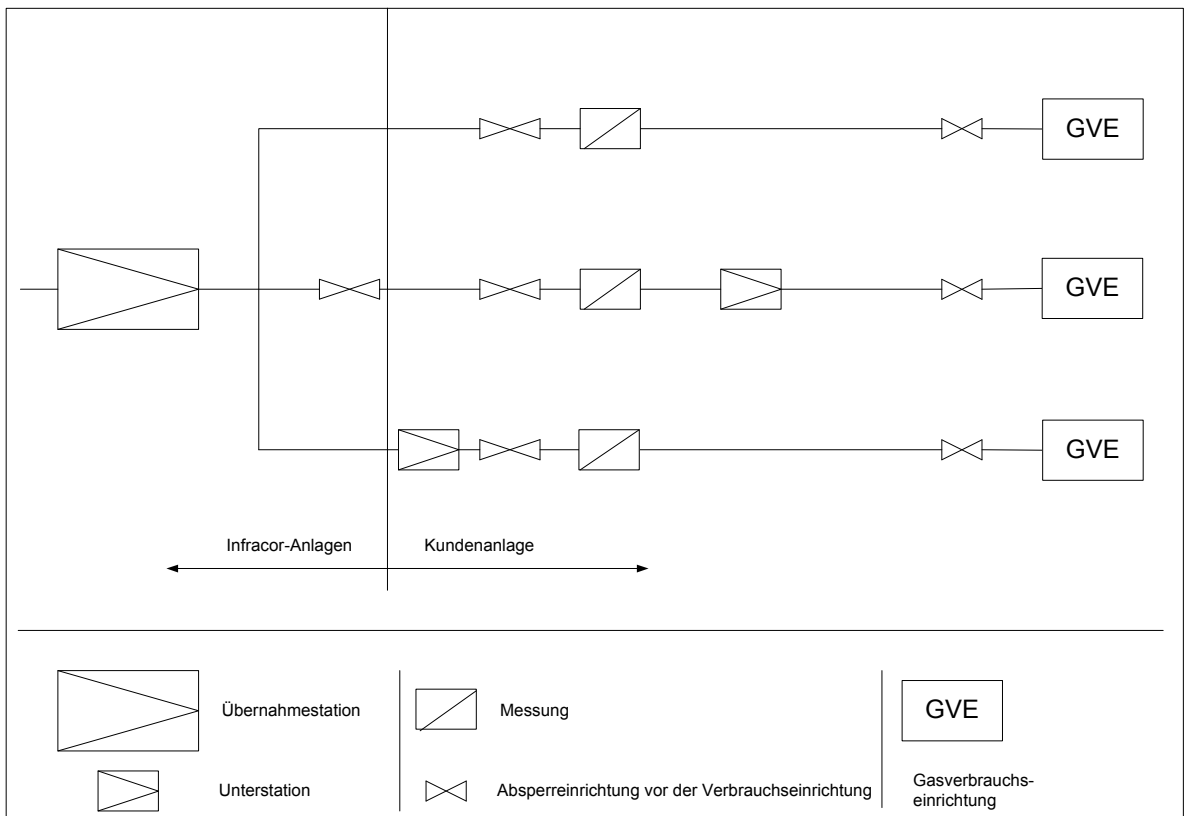 GVE
GVE
GVE
Infracor-Anlagen
Kundenanlage
Übernahmestation
Messung
GVE
Unterstation
Absperreinrichtung vor der Verbrauchseinrichtung
Gasverbrauchs-
einrichtung